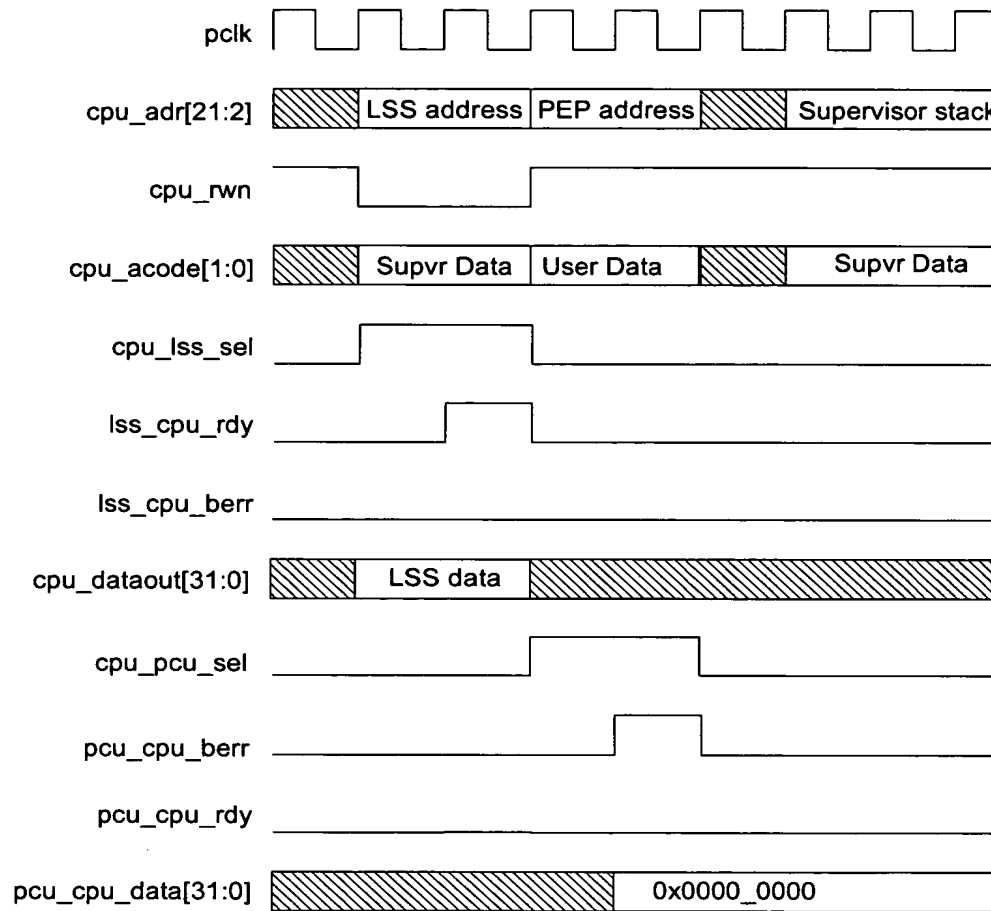 pclk
cpu_adr[21:2] LSS address PEP address Supervisor stack
cpu_rwn
cpu_acode[1:0] Supvr Data User Data Supvr Data
cpu_lss_sel
lss_cpu_rdy
lss_cpu_berr
cpu_dataout[31:0] LSS data
cpu_pcu_sel
pcu_cpu_berr
pcu_cpu_rdy
pcu_cpu_data[31:0] 0x0000_0000